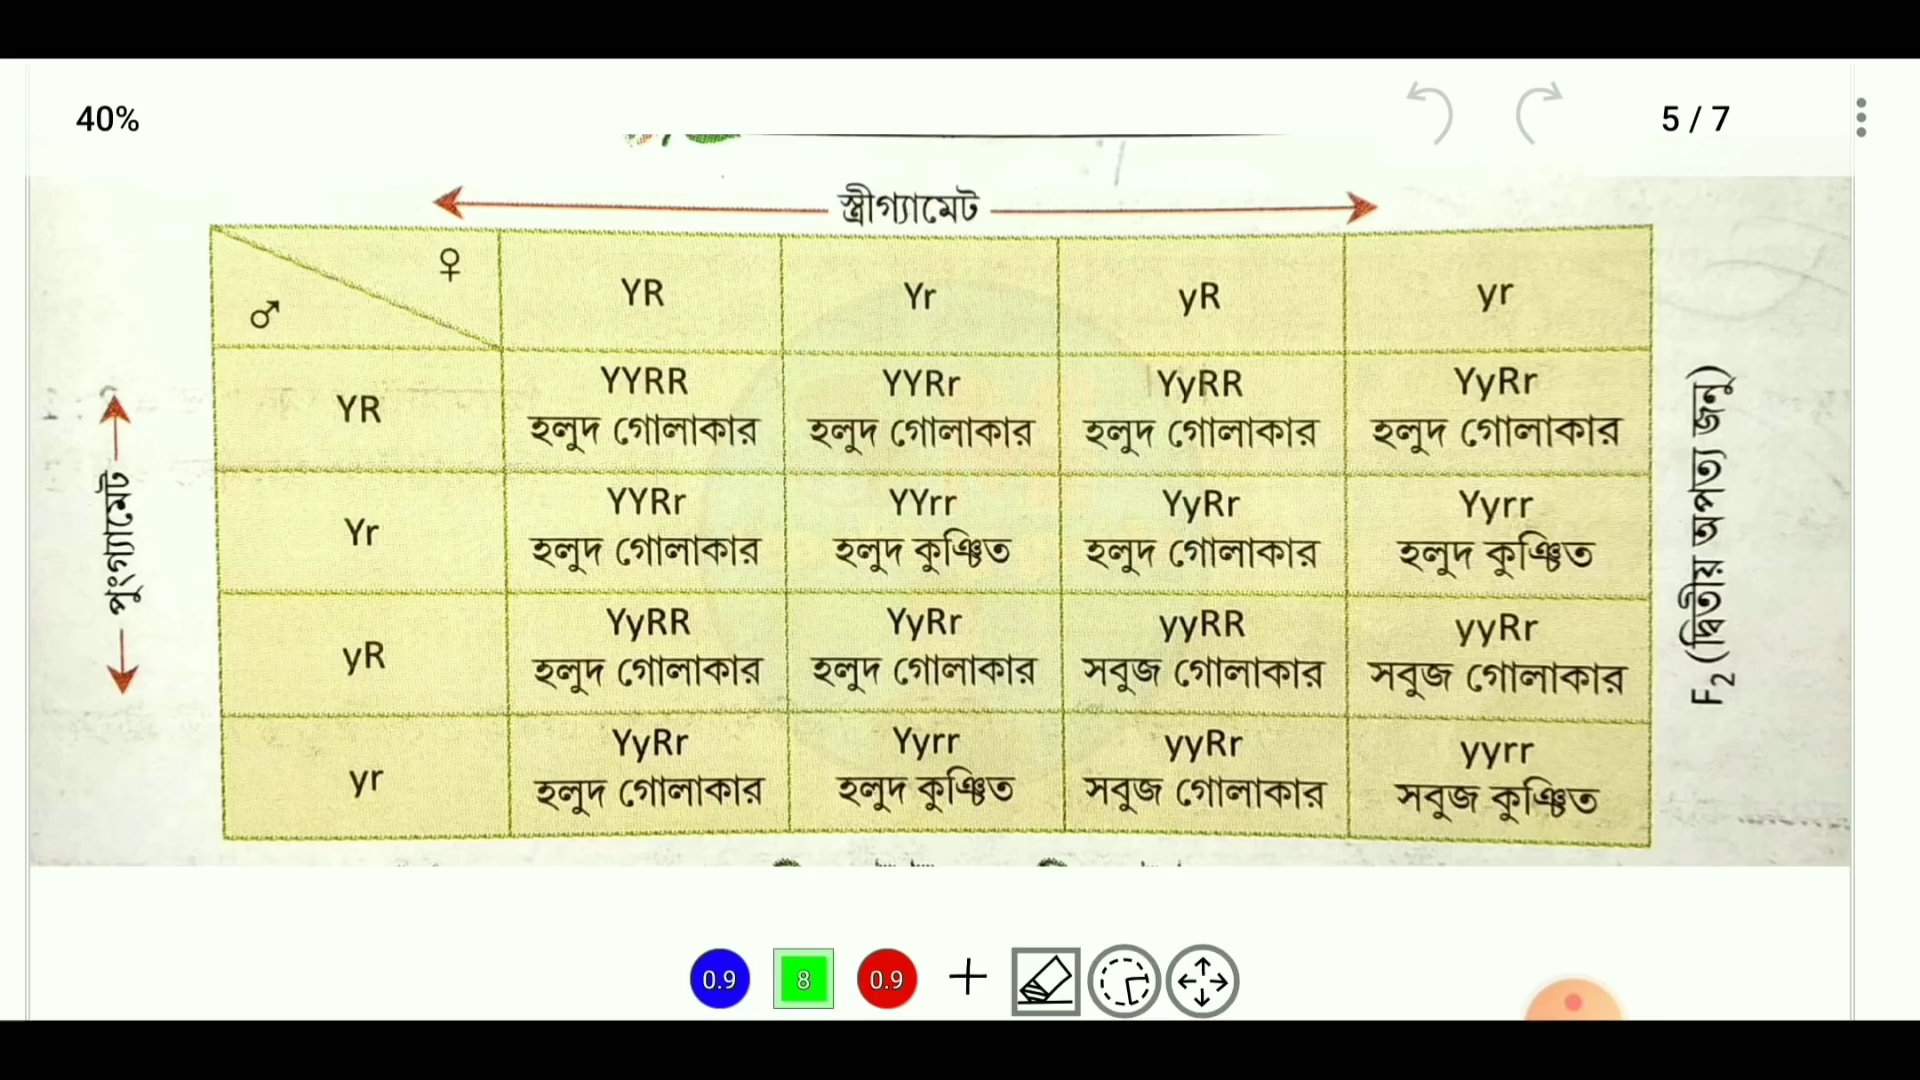 40%
5 / 7
স্ত্রীগ্যামেট
♀
♂
YR
Yr
yR
yr
YR
YYRR
হলুদ গোলাকার
YYRr
হলুদ গোলাকার
YyRR
হলুদ গোলাকার
YyRr
হলুদ গোলাকার
Yr
YYRr
হলুদ গোলাকার
YYrr
হলুদ কুঞ্চিত
YyRr
হলুদ গোলাকার
Yyrr
হলুদ কুঞ্চিত
yR
YyRR
হলুদ গোলাকার
YyRr
হলুদ গোলাকার
yyRR
সবুজ গোলাকার
yyRr
সবুজ গোলাকার
yr
YyRr
হলুদ গোলাকার
Yyrr
হলুদ কুঞ্চিত
yyRr
সবুজ গোলাকার
yyrr
সবুজ কুঞ্চিত
পুংগ্যামেট
F₂ (দ্বিতীয় অপত্য জনু)
0.9
8
0.9